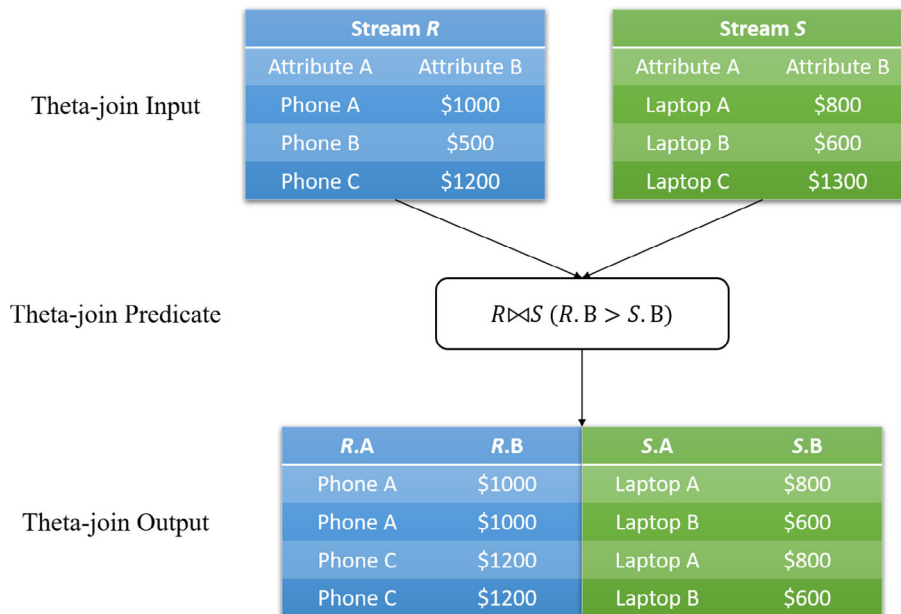 Stream R Stream S
Attribute A Attribute B Attribute A Attribute B
Theta-join Input Phone A $1000 Laptop A $800
Phone B $500 Laptop B $600
Phone C $1200 Laptop C $1300
Theta-join Predicate R⋈S (R.B > S.B)
R.A R.B S.A S.B
Phone A $1000 Laptop A $800
Theta-join Output Phone A $1000 Laptop B $600
Phone C $1200 Laptop A $800
Phone C $1200 Laptop B $600